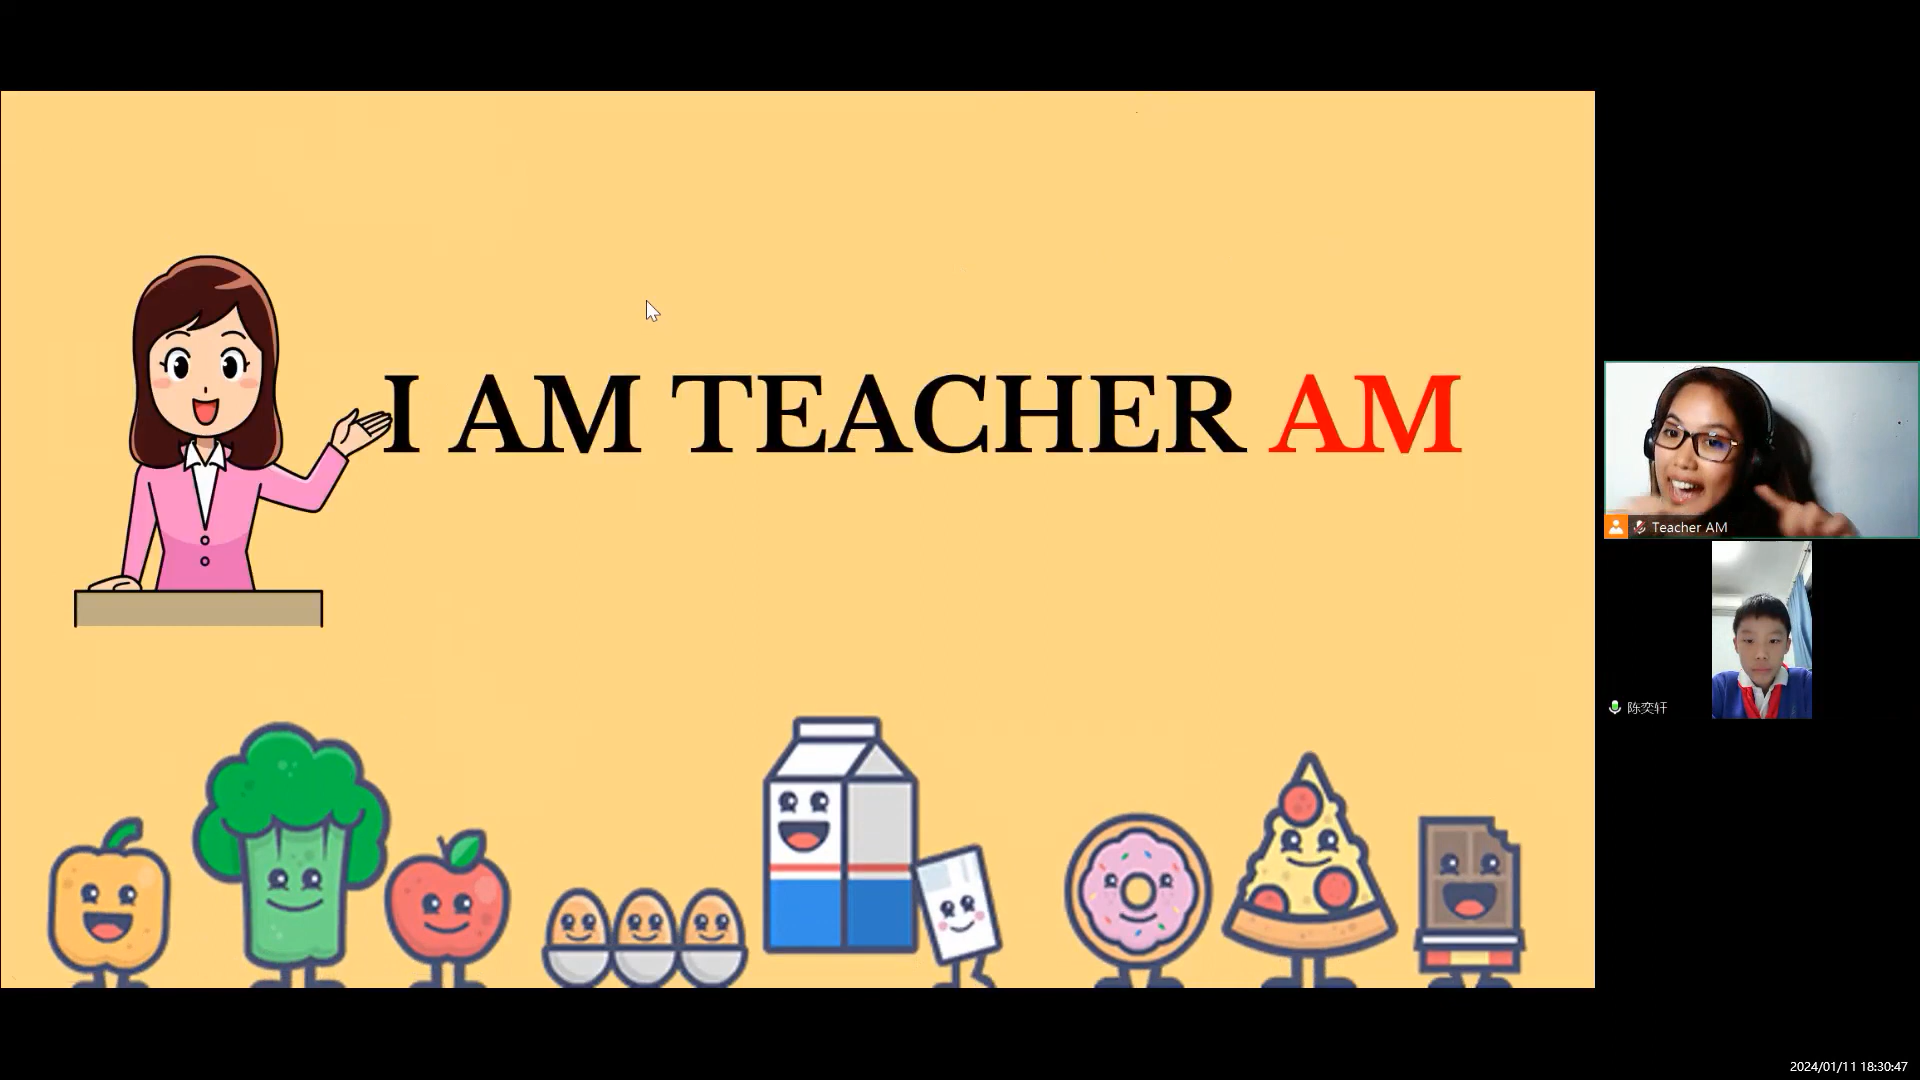 I AM TEACHER AM
Teacher AM
陈奕轩
2024/01/11 18:30:47